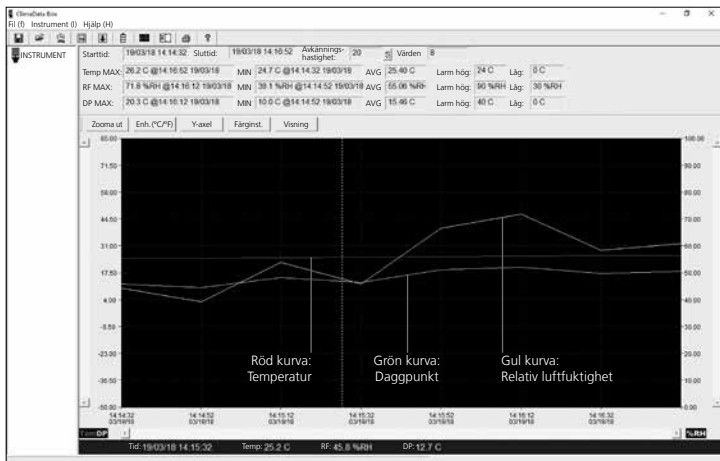 ClimaData Box
Fil (f) Instrument (I) Hjälp (H)
INSTRUMENT
Starttid: 19/03/18 14:14:32 Sluttid: 19/03/18 14:16:52 Avkännings-hastighet: 20 S Värden 8
Temp MAX: 26.2 C @14:16:52 19/03/18 MIN 24.7 C @14:14:32 19/03/18 AVG 25.40 C Larm hög: 24 C Låg: 0 C
RF MAX: 71.8 %RH @14:16:12 19/03/18 MIN 39.1 %RH @14:14:52 19/03/18 AVG 55.06 %RH Larm hög: 90 %RH Låg: 30 %RH
DP MAX: 20.3 C @14:16:12 19/03/18 MIN 10.0 C @14:14:52 19/03/18 AVG 15.46 C Larm hög: 40 C Låg: 0 C
Zooma ut Enh. (°C/°F) Y-axel Färginst. Visning
85.00 100.00
71.50 90.00
58.00 80.00
44.50 70.00
31.00 60.00
17.50 50.00
4.00 40.00
-9.50 30.00
-23.00 20.00
-36.50 10.00
-50.00 0.00
Röd kurva: Grön kurva: Gul kurva:
Temperatur Daggpunkt Relativ luftfuktighet
14:14:32 14:14:52 14:15:12 14:15:32 14:15:52 14:16:12 14:16:32
03/19/18 03/19/18 03/19/18 03/19/18 03/19/18 03/19/18 03/19/18
DP %RH
Tid: 19/03/18 14:15:32 Temp: 25.2 C RF: 45.8 %RH DP: 12.7 C